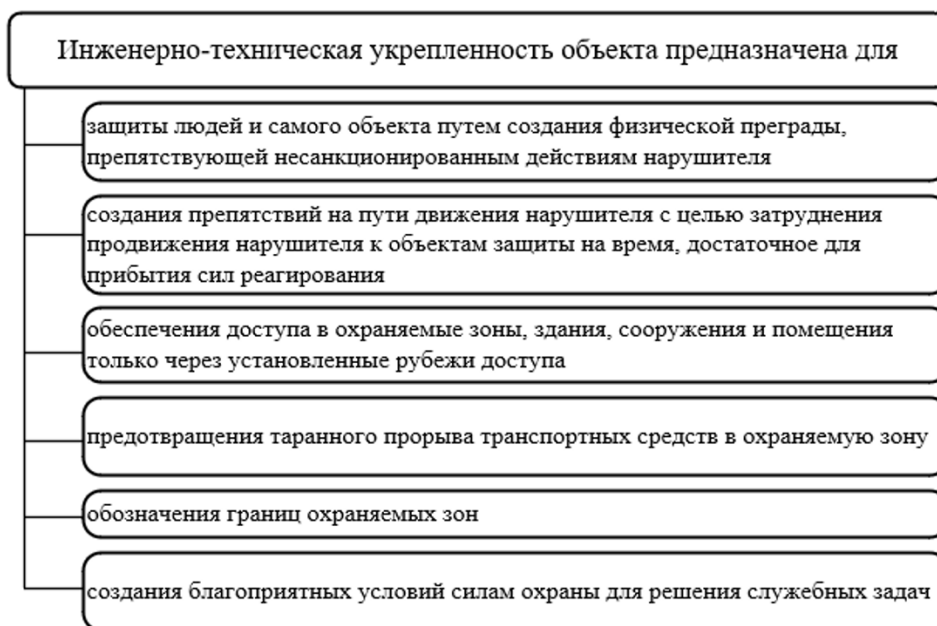 Инженерно-техническая укрепленность объекта предназначена для
защиты людей и самого объекта путем создания физической преграды,
препятствующей несанкционированным действиям нарушителя
создания препятствий на пути движения нарушителя с целью затруднения
продвижения нарушителя к объектам защиты на время, достаточное для
прибытия сил реагирования
обеспечения доступа в охраняемые зоны, здания, сооружения и помещения
только через установленные рубежи доступа
предотвращения таранного прорыва транспортных средств в охраняемую зону
обозначения границ охраняемых зон
создания благоприятных условий силам охраны для решения служебных задач